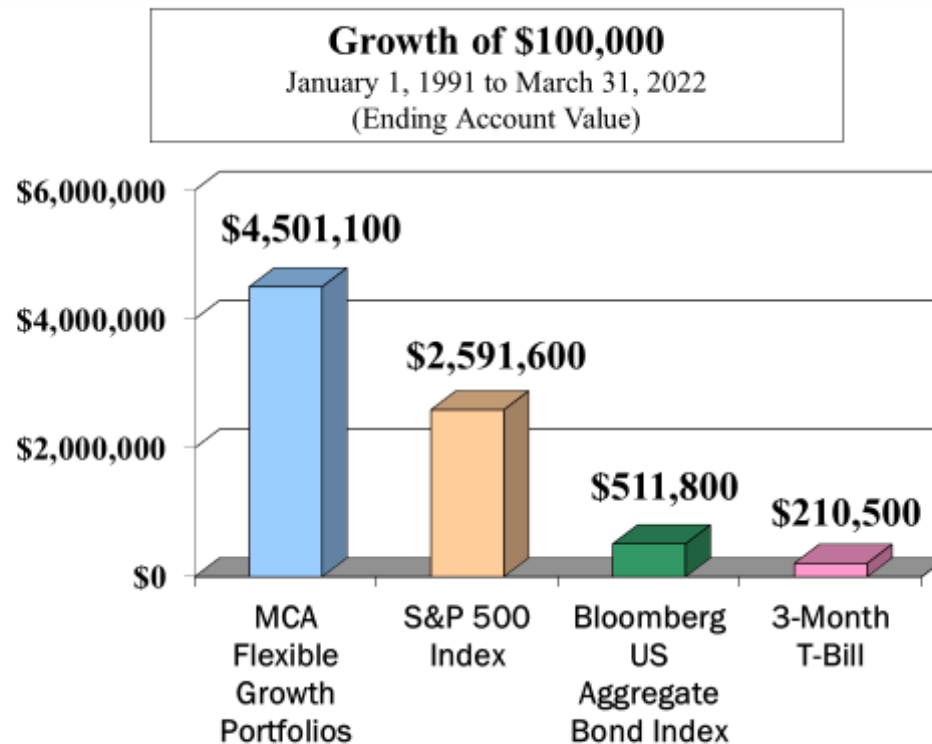 Growth of $100,000
January 1, 1991 to March 31, 2022
(Ending Account Value)
$6,000,000
$4,501,100
$4,000,000
$2,591,600
$2,000,000
$511,800
$210,500
$0
MCA
Flexible
Growth
Portfolios
S&P 500
Index
Bloomberg
US
Aggregate
Bond Index
3-Month
T-Bill